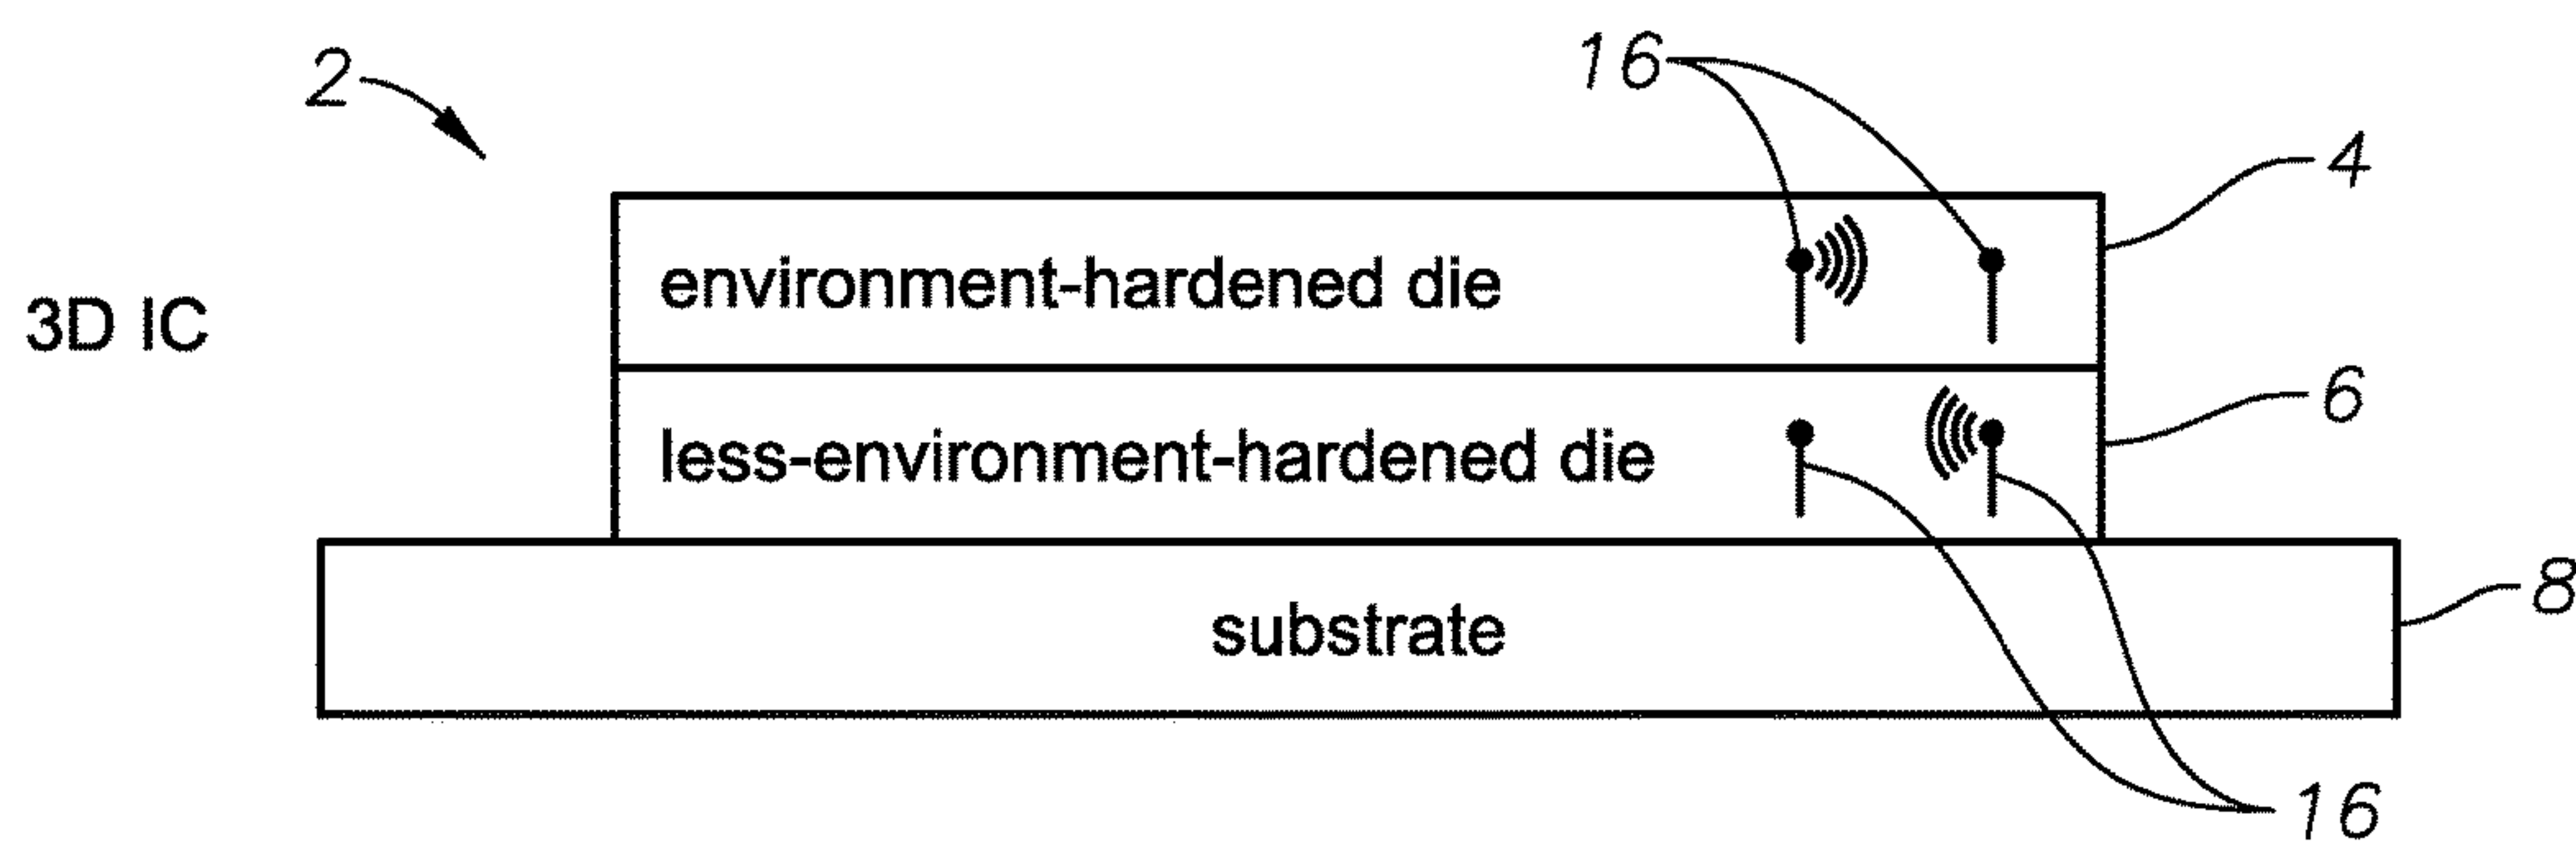 2
16
4
environment-hardened die
3D IC
6
less-environment-hardened die
8
substrate
16